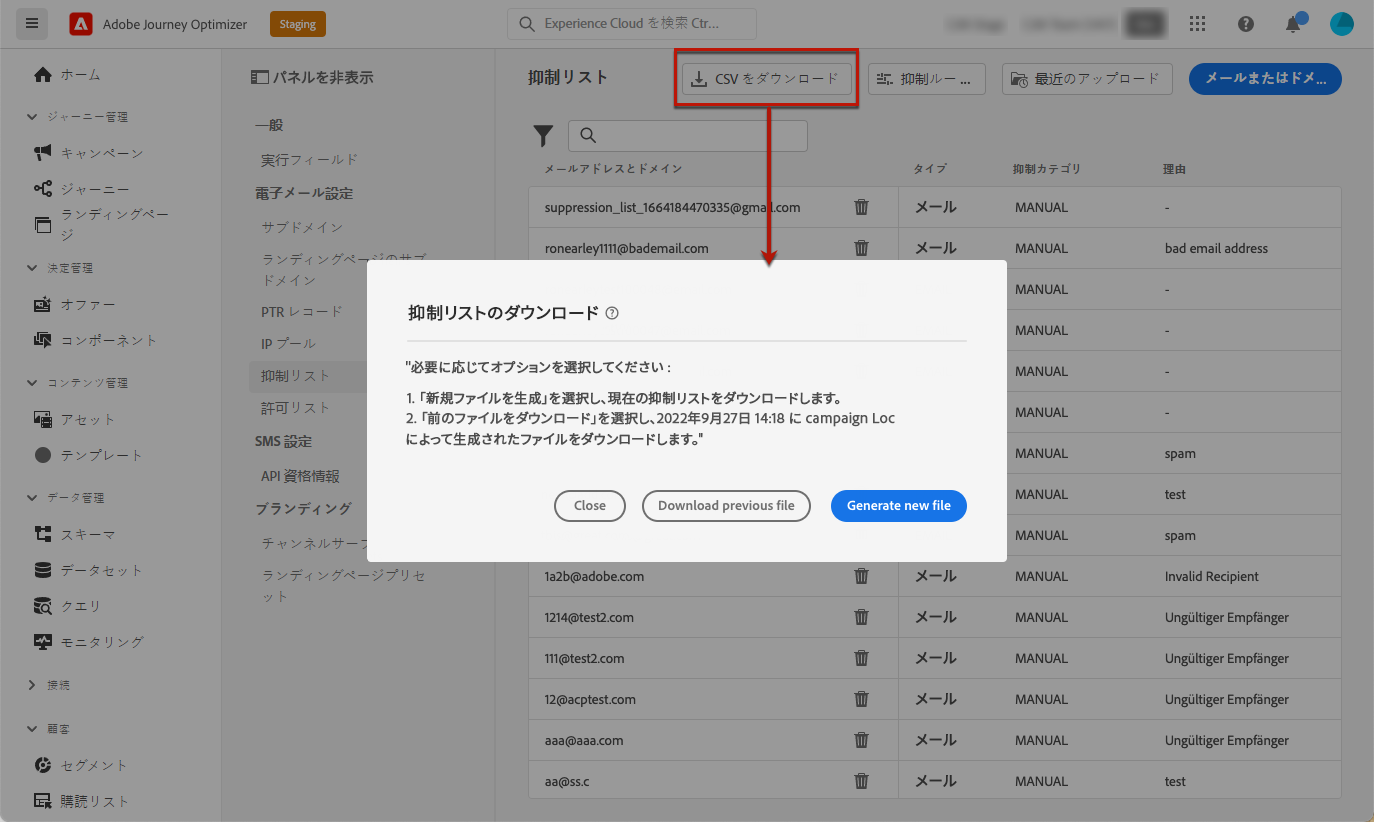 Adobe Journey Optimizer
Staging
Experience Cloud を検索 Ctr...
ホーム
ジャーニー管理
キャンペーン
ジャーニー
ランディングペー
ジ
決定管理
オファー
コンポーネント
コンテンツ管理
アセット
テンプレート
データ管理
スキーマ
データセット
クエリ
モニタリング
接続
顧客
セグメント
購読リスト
パネルを非表示
一般
実行フィールド
電子メール設定
サブドメイン
ランディングページのサブ
ドメイン
PTR レコード
IP プール
抑制リスト
許可リスト
SMS 設定
API 資格情報
ブランディング
チャンネルサーフ
ランディングページプリセ
ット
抑制リスト
CSV をダウンロード
抑制ルー ...
最近のアップロード
メールまたはドメ...
メールアドレスとドメイン タイプ 抑制カテゴリ 理由
suppression_list_1664184470335@gmail.com メール MANUAL -
ronearley1111@bademail.com メール MANUAL bad email address
MANUAL -
MANUAL -
MANUAL -
MANUAL -
MANUAL spam
MANUAL test
MANUAL spam
1a2b@adobe.com メール MANUAL Invalid Recipient
1214@test2.com メール MANUAL Ungültiger Empfänger
111@test2.com メール MANUAL Ungültiger Empfänger
12@acptest.com メール MANUAL Ungültiger Empfänger
aaa@aaa.com メール MANUAL Ungültiger Empfänger
aa@ss.c メール MANUAL test
抑制リストのダウンロード
"必要に応じてオプションを選択してください :
1. 「新規ファイルを生成」を選択し、現在の抑制リストをダウンロードします。
2. 「前のファイルをダウンロード」を選択し、2022年9月27日 14:18 に campaign Loc
によって生成されたファイルをダウンロードします。"
Close
Download previous file
Generate new file